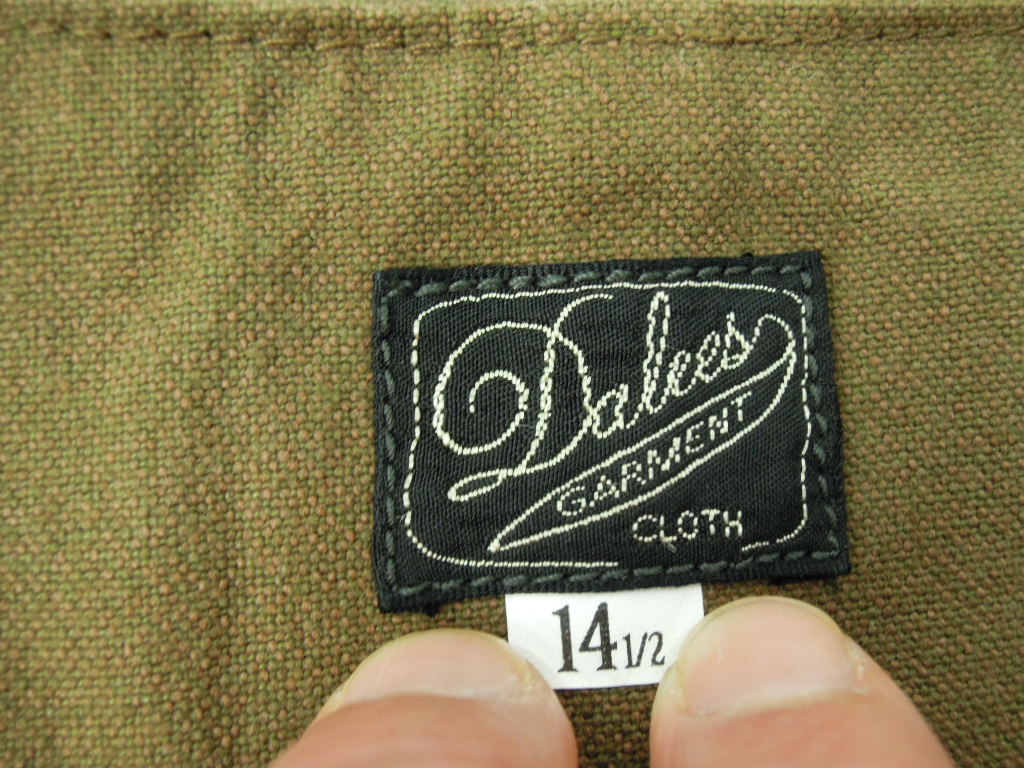 Dalees
GARMENT
CLOTH
14 1/2